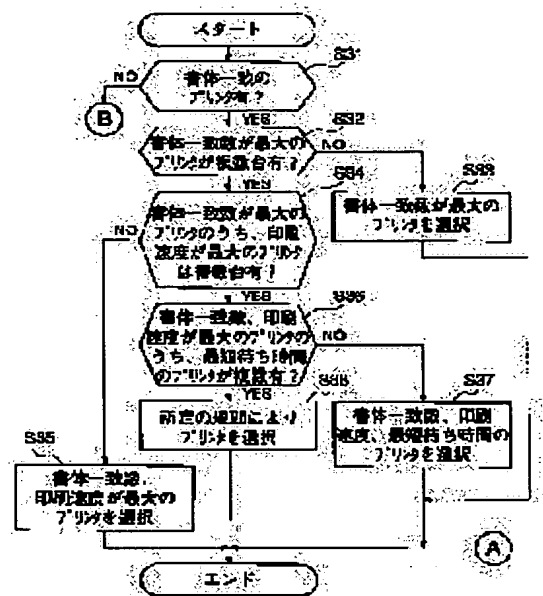 スタート
S31
NO
書体一致の
プリンタ有？
B
YES
S32
書体一致数が最大の
プリンタが複数台有？
NO
YES
S34
S33
書体一致数が最大の
プリンタを選択
NO
書体一致数が最大の
プリンタのうち、印刷
速度が最大のプリンタ
は複数台有？
YES
S36
書体一致数、印刷
速度が最大のプリンタの
うち、最短待ち時間
のプリンタが複数有？
NO
YES
S38
S37
所定の規則により
プリンタを選択
書体一致数、印刷
速度、最短待ち時間の
プリンタを選択
S35
書体一致数、
印刷速度が最大の
プリンタを選択
A
エンド